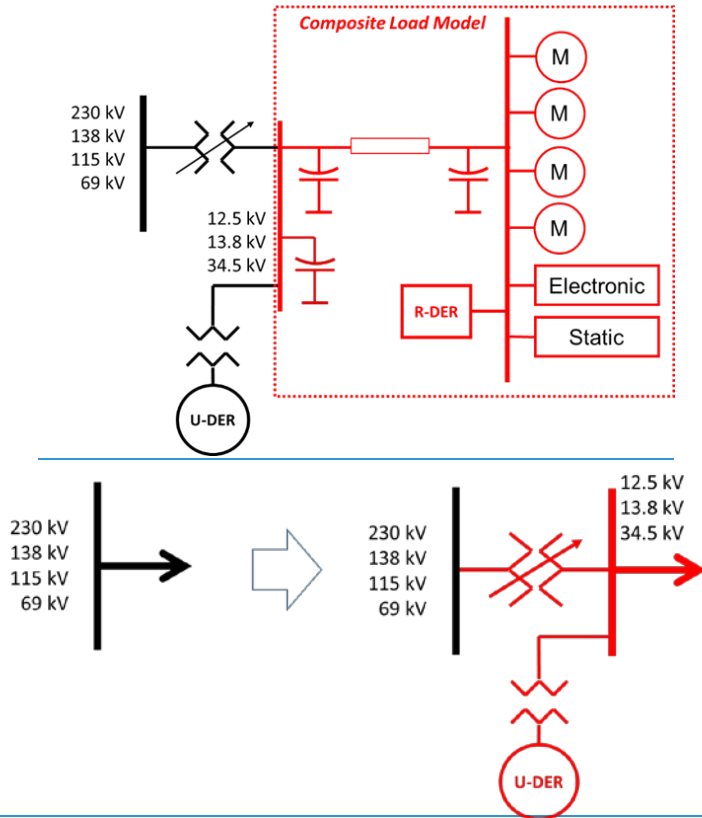 Composite Load Model
230 kV
138 kV
115 kV
69 kV
12.5 kV
13.8 kV
34.5 kV
M
M
M
M
Electronic
R-DER
Static
U-DER
230 kV
138 kV
115 kV
69 kV
230 kV
138 kV
115 kV
69 kV
12.5 kV
13.8 kV
34.5 kV
U-DER